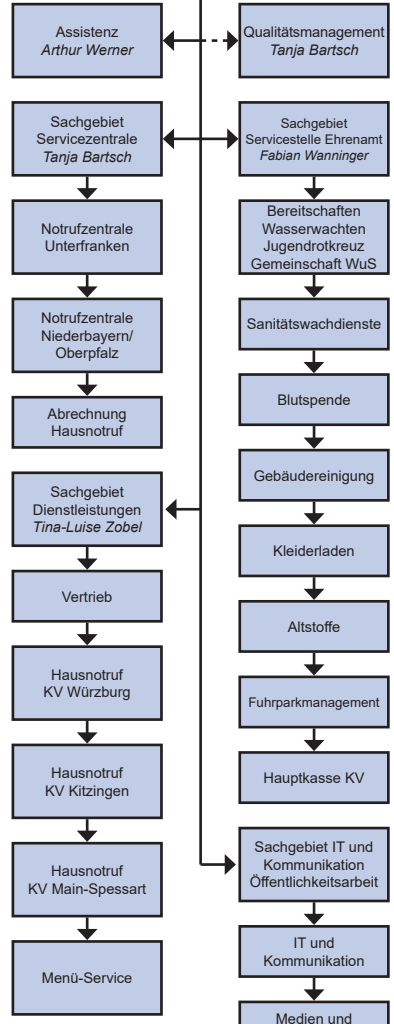 Assistenz
Arthur Werner
Qualitätsmanagement
Tanja Bartsch
Sachgebiet
Servicezentrale
Tanja Bartsch
Notrufzentrale
Unterfranken
Notrufzentrale
Niederbayern/
Oberpfalz
Abrechnung
Hausnotruf
Sachgebiet
Servicestelle Ehrenamt
Fabian Wanninger
Bereitschaften
Wasserwachten
Jugendrotkreuz
Gemeinschaft WuS
Sanitätswachdienste
Blutspende
Gebäudereinigung
Kleiderladen
Altstoffe
Fuhrparkmanagement
Hauptkasse KV
Sachgebiet
Dienstleistungen
Tina-Luise Zobel
Vertrieb
Hausnotruf
KV Würzburg
Hausnotruf
KV Kitzingen
Hausnotruf
KV Main-Spessart
Menü-Service
Sachgebiet IT und
Kommunikation
Öffentlichkeitsarbeit
IT und
Kommunikation
Medien und